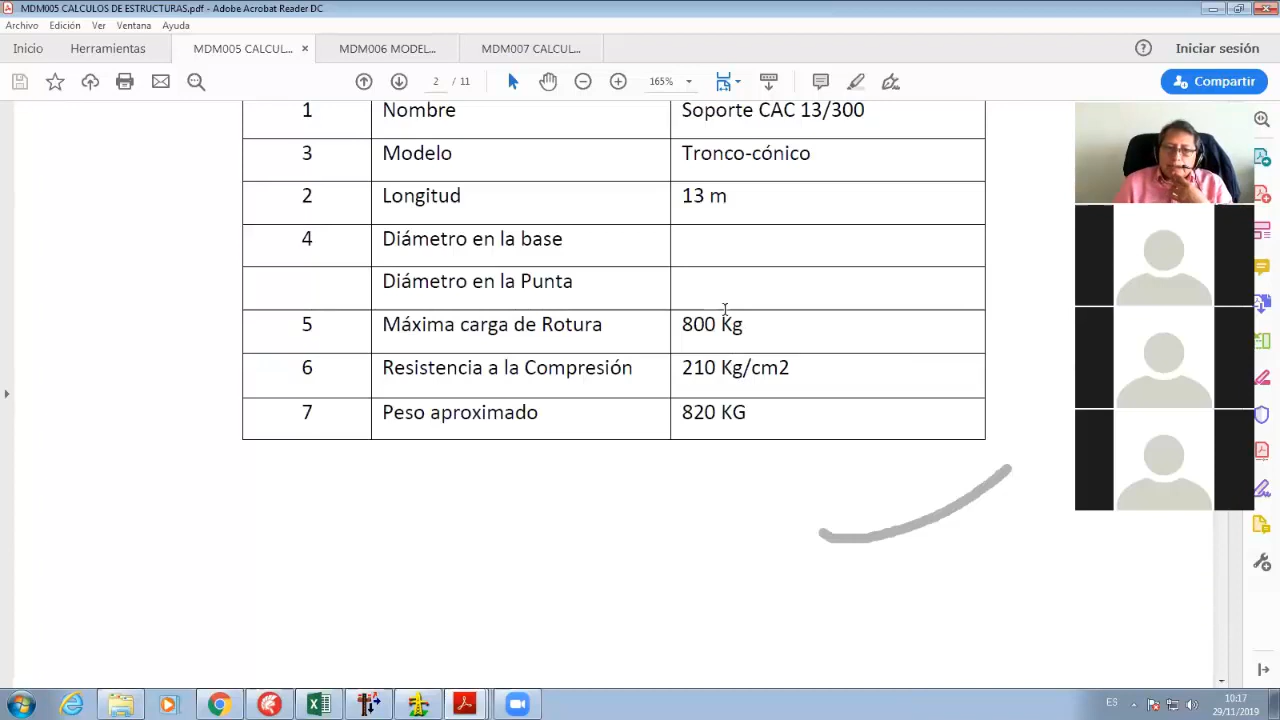 MDM005 CALCULOS DE ESTRUCTURAS.pdf - Adobe Acrobat Reader DC
Archivo Edición Ver Ventana Ayuda
Inicio Herramientas MDM005 CALCU... × MDM006 MODEL... MDM007 CALCUL... ? Iniciar sesión
2 / 11 165% Compartir
1 Nombre Soporte CAC 13/300
3 Modelo Tronco-cónico
2 Longitud 13 m
4 Diámetro en la base
Diámetro en la Punta
5 Máxima carga de Rotura 800 Kg
6 Resistencia a la Compresión 210 Kg/cm2
7 Peso aproximado 820 KG
ES 10:17
29/11/2019